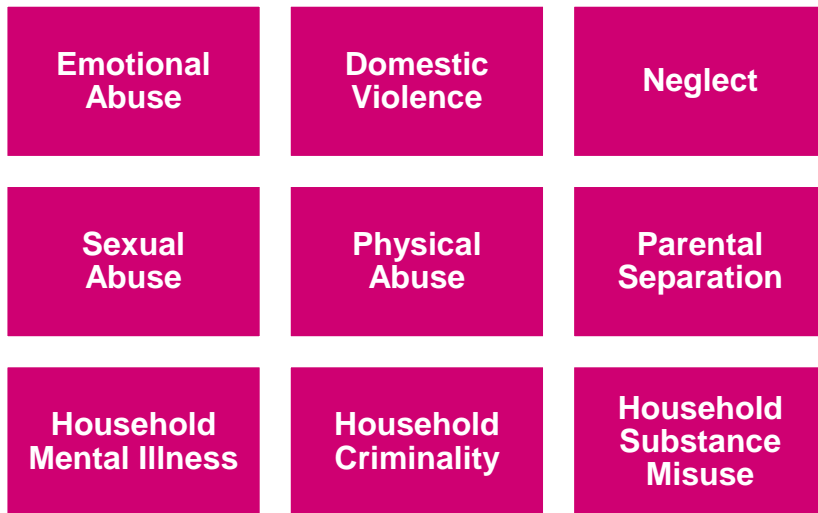 Emotional
Abuse
Domestic
Violence
Neglect
Sexual
Abuse
Physical
Abuse
Parental
Separation
Household
Mental Illness
Household
Criminality
Household
Substance
Misuse